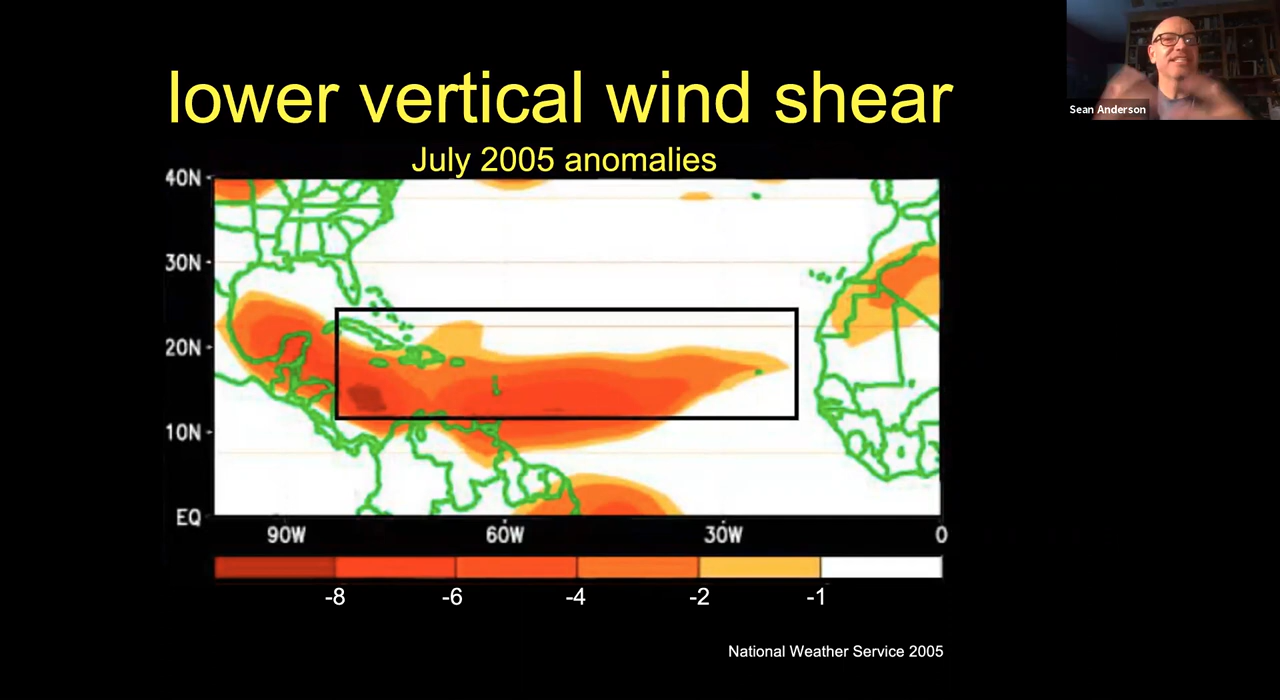 lower vertical wind shear
Sean Anderson
July 2005 anomalies
40N
30N
20N
10N
EQ
90W 60W 30W 0
-8 -6 -4 -2 -1
National Weather Service 2005